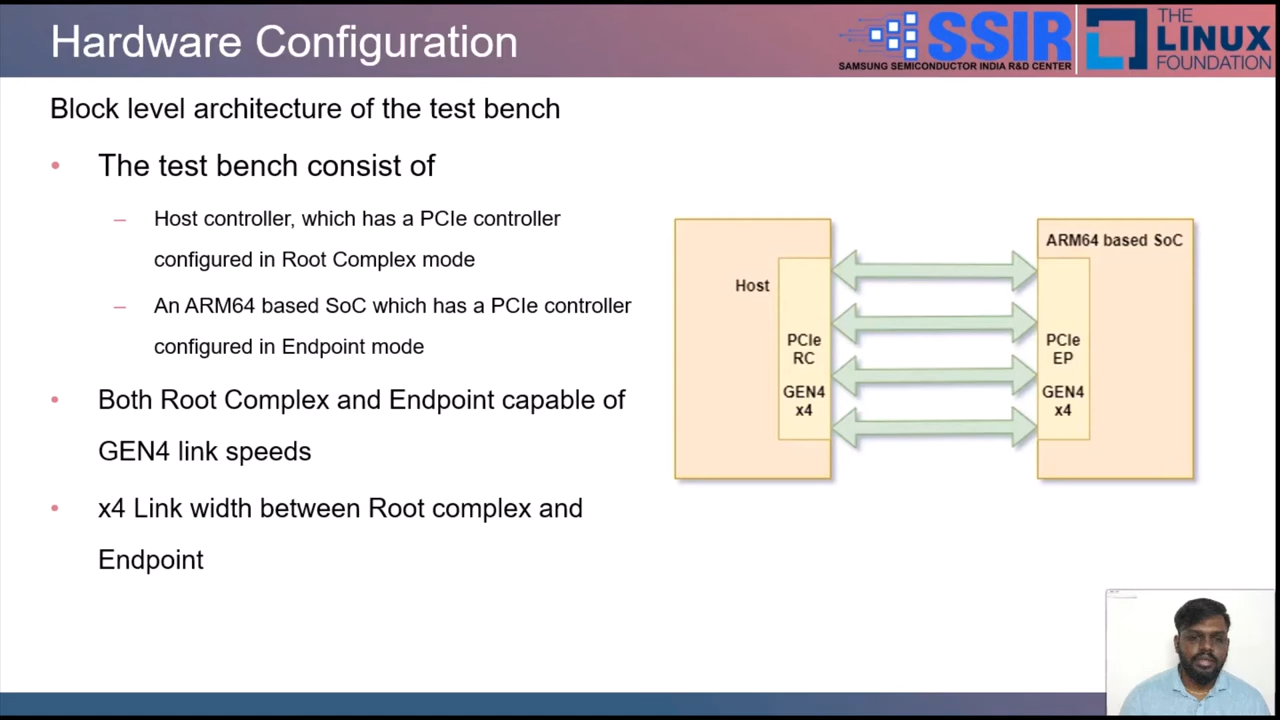 Hardware Configuration
SSIR
SAMSUNG SEMICONDUCTOR INDIA R&D CENTER
THE
LINUX
FOUNDATION
Block level architecture of the test bench
• The test bench consist of
– Host controller, which has a PCIe controller
configured in Root Complex mode
– An ARM64 based SoC which has a PCIe controller
configured in Endpoint mode
• Both Root Complex and Endpoint capable of
GEN4 link speeds
• x4 Link width between Root complex and
Endpoint
Host
PCIe
RC
GEN4
x4
ARM64 based SoC
PCIe
EP
GEN4
x4